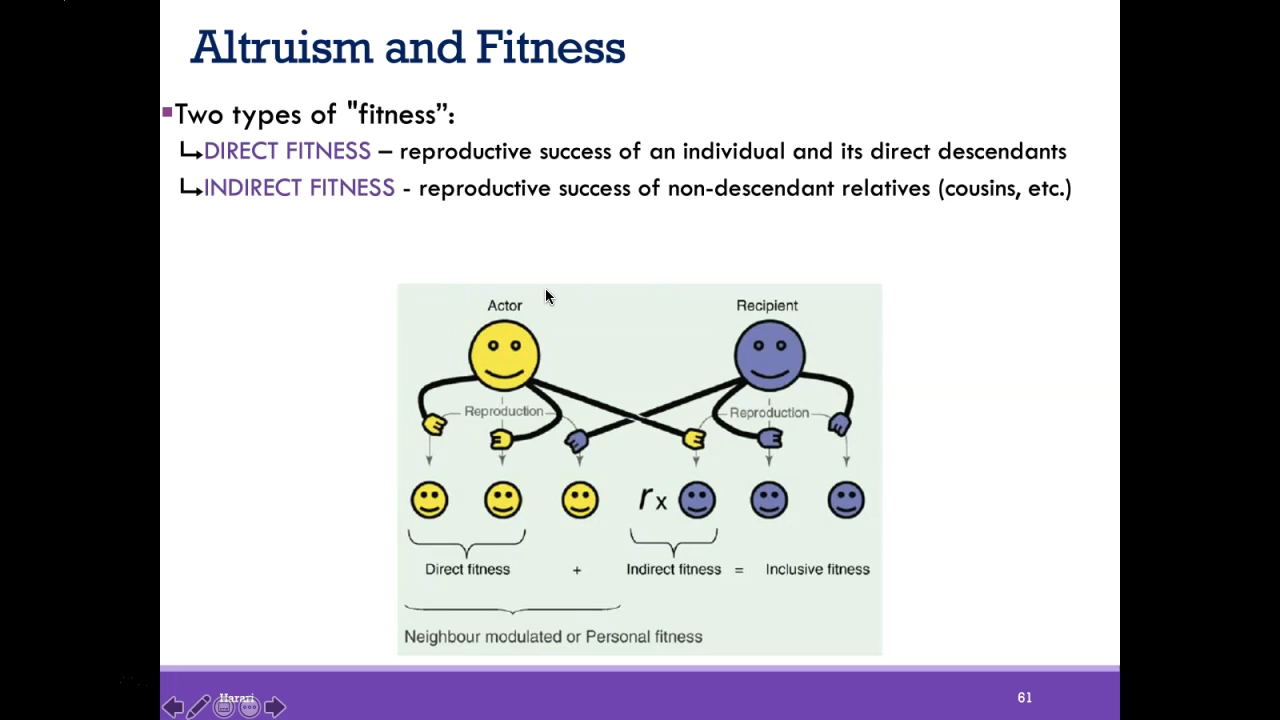 Altruism and Fitness
Two types of "fitness”:
DIRECT FITNESS – reproductive success of an individual and its direct descendants
INDIRECT FITNESS - reproductive success of non-descendant relatives (cousins, etc.)
Actor
Recipient
Reproduction
Reproduction
r x
Direct fitness + Indirect fitness = Inclusive fitness
Neighbour modulated or Personal fitness
Harari
61